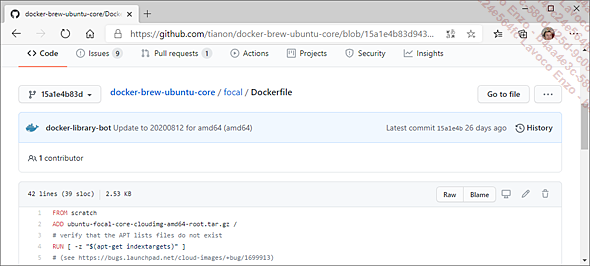 docker-brew-ubuntu-core/Docke
https://github.com/tianon/docker-brew-ubuntu-core/blob/15a1e4b83d943...
Code Issues 9 Pull requests 1 Actions Projects Security Insights
15a1e4b83d docker-brew-ubuntu-core / focal / Dockerfile Go to file ...
docker-library-bot Update to 20200812 for amd64 (amd64) Latest commit 15a1e4b 26 days ago History
1 contributor
42 lines (39 sloc) 2.53 KB Raw Blame
1 FROM scratch
2 ADD ubuntu-focal-core-cloudimg-amd64-root.tar.gz /
3 # verify that the APT lists files do not exist
4 RUN [ -z "$(apt-get indextargets)" ]
5 # (see https://bugs.launchpad.net/cloud-images/+bug/1699913)
Lavoco Enzo